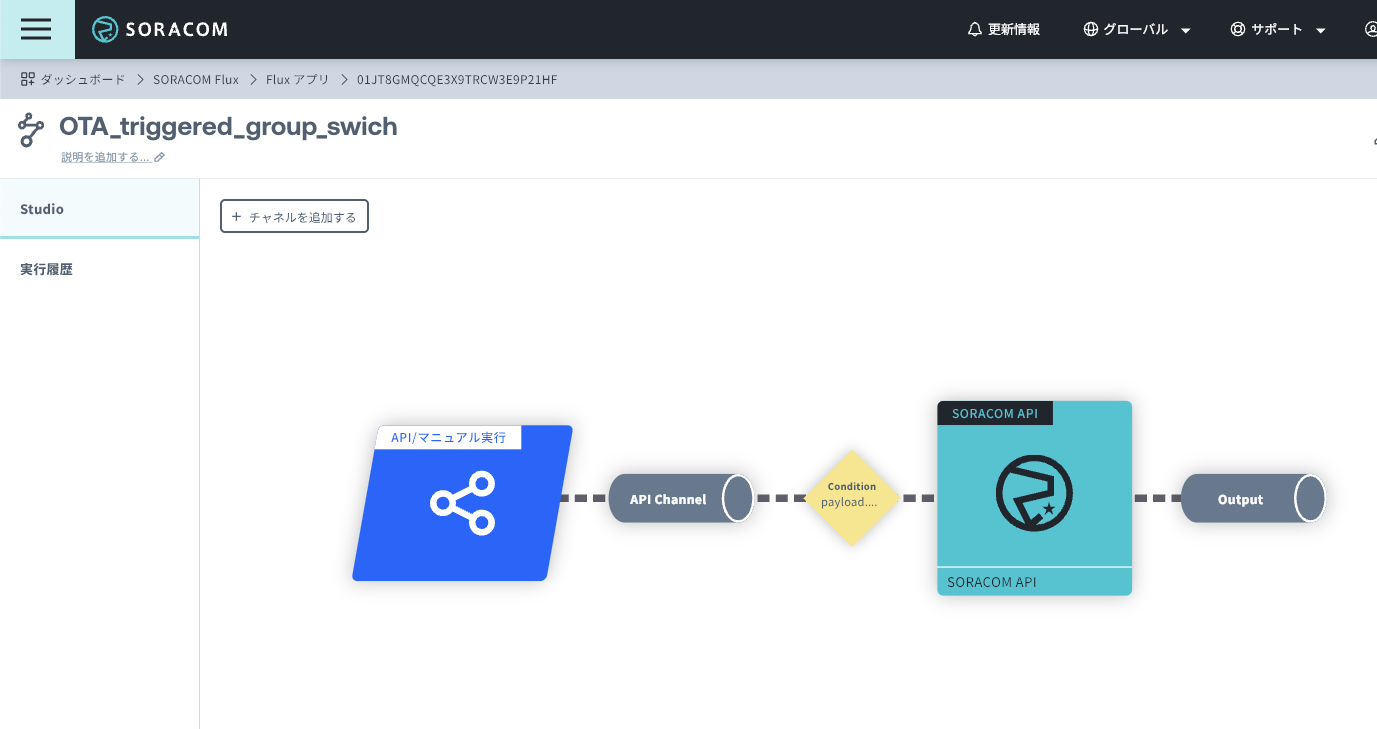 SORACOM
更新情報
グローバル
サポート
ダッシュボード
SORACOM Flux
Flux アプリ
01JT8GMQCQE3X9TRCW3E9P21HF
OTA_triggered_group_swich
説明を追加する...
Studio
+ チャネルを追加する
実行履歴
SORACOM API
API/マニュアル実行
Condition
payload....
API Channel
Output
SORACOM API